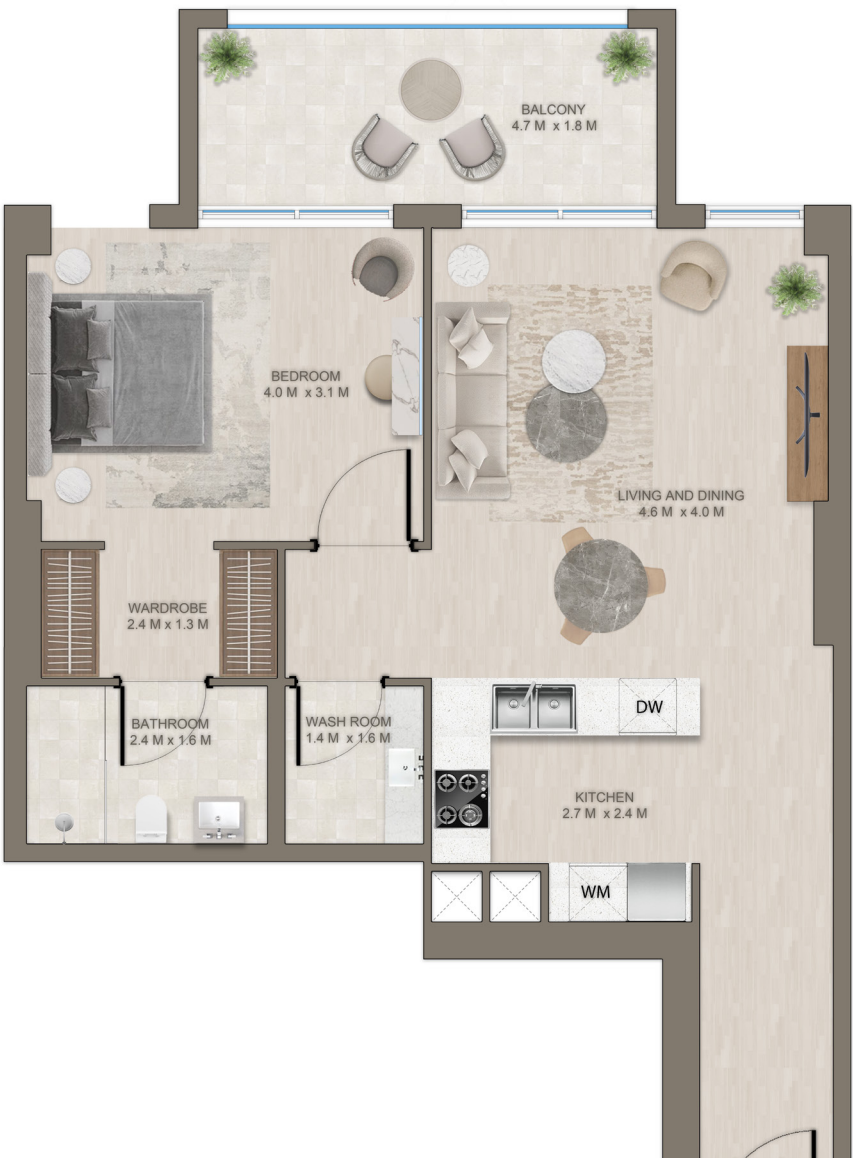 BALCONY
4.7 M x 1.8 M
BEDROOM
4.0 M x 3.1 M
LIVING AND DINING
4.6 M x 4.0 M
WARDROBE
2.4 M x 1.3 M
BATHROOM
2.4 M x 1.6 M
WASH ROOM
1.4 M x 1.6 M
DW
KITCHEN
2.7 M x 2.4 M
WM